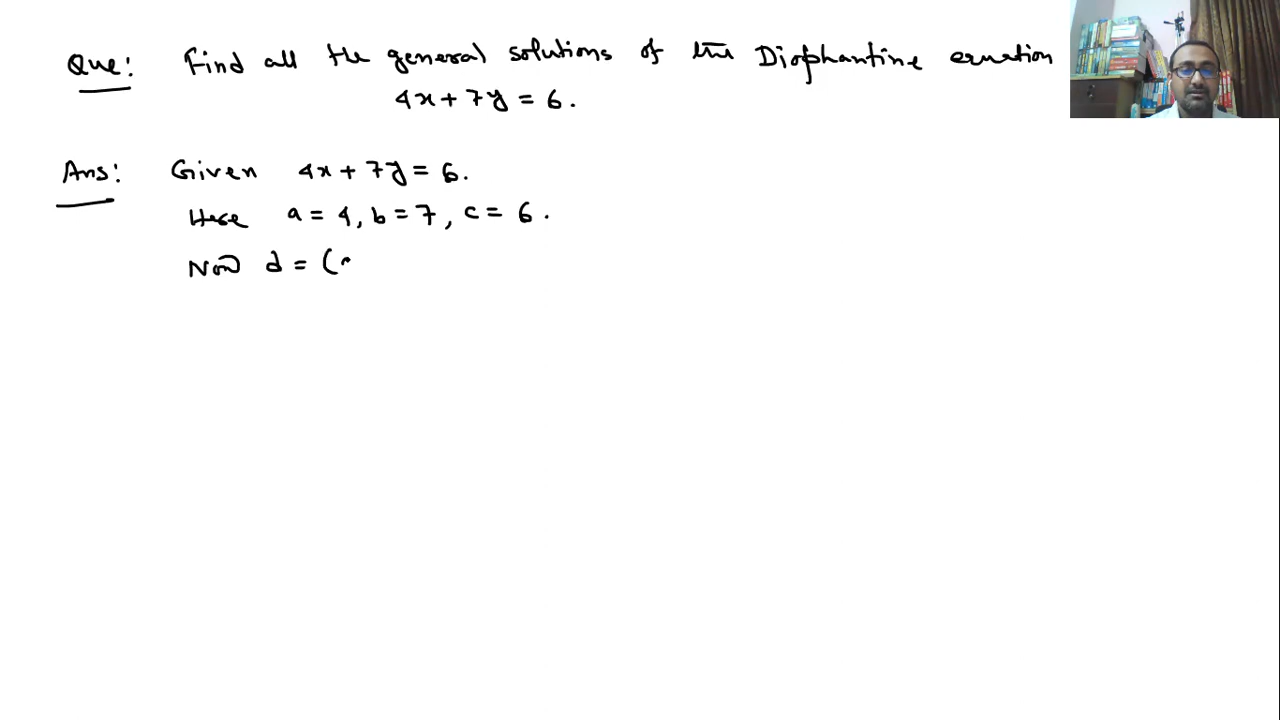 Que: Find all the general solutions of the Diophantine equation
4x + 7y = 6.
Ans: Given 4x + 7y = 6.
Here a = 4, b = 7, c = 6.
Now d = (